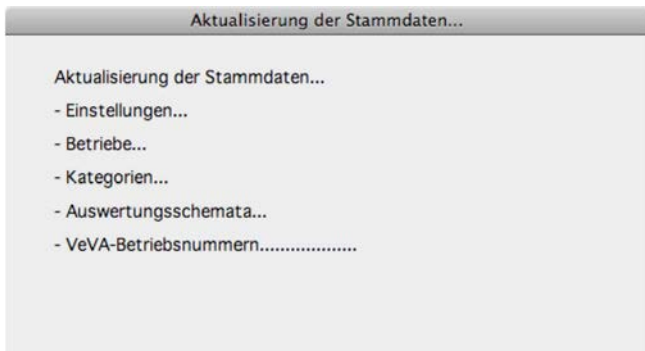 Aktualisierung der Stammdaten...
Aktualisierung der Stammdaten...
- Einstellungen...
- Betriebe...
- Kategorien...
- Auswertungsschemata...
- VeVA-Betriebsnummern...................